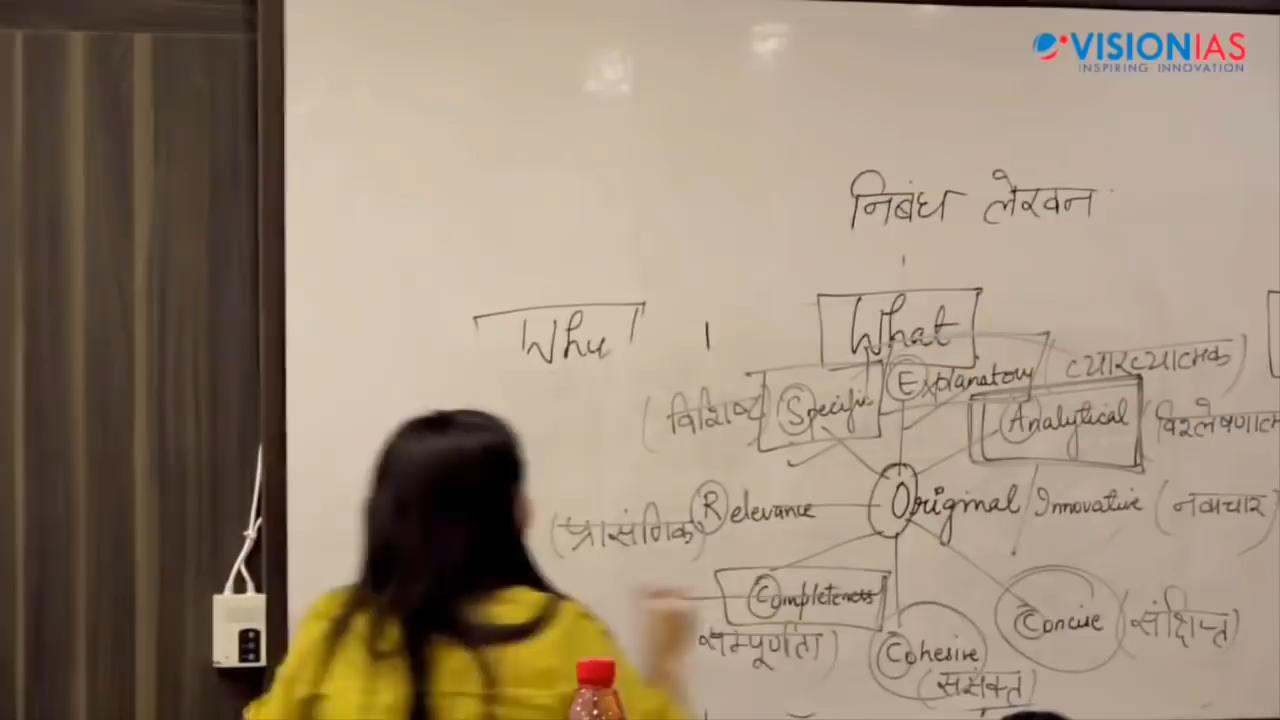 VISIONIAS
INSPIRING INNOVATION
निबंध लेखन
Why
What
Explanatory व्याख्यात्मक)
(विशिष्ट Specific
Analytical (विश्लेषणात्म
(प्रासंगिक) Relevance
Original / Innovative (नवाचार)
Completeness
सम्पूर्णता)
Cohesive
Concise (संक्षिप्त)